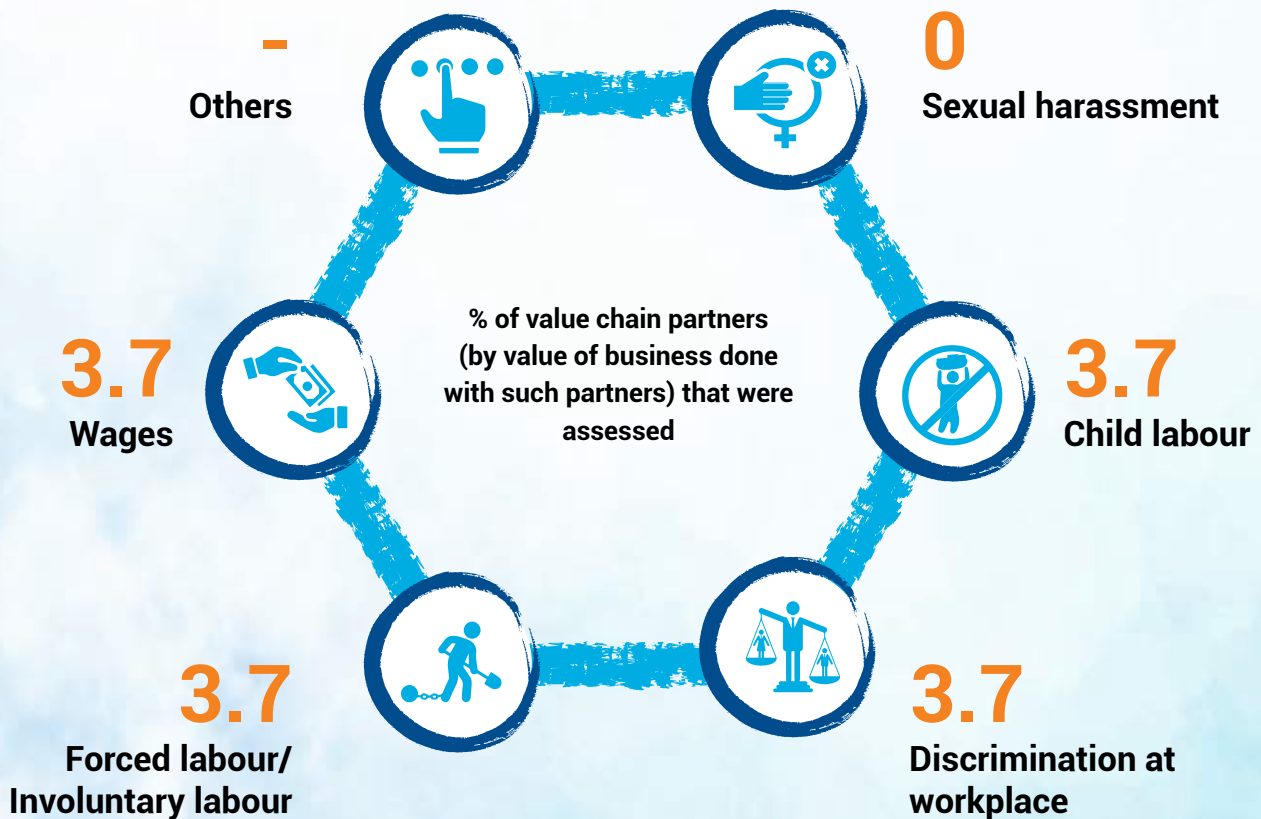 -
Others
0
Sexual harassment
3.7
Wages
% of value chain partners
(by value of business done
with such partners) that were
assessed
3.7
Child labour
3.7
Forced labour/
Involuntary labour
3.7
Discrimination at
workplace